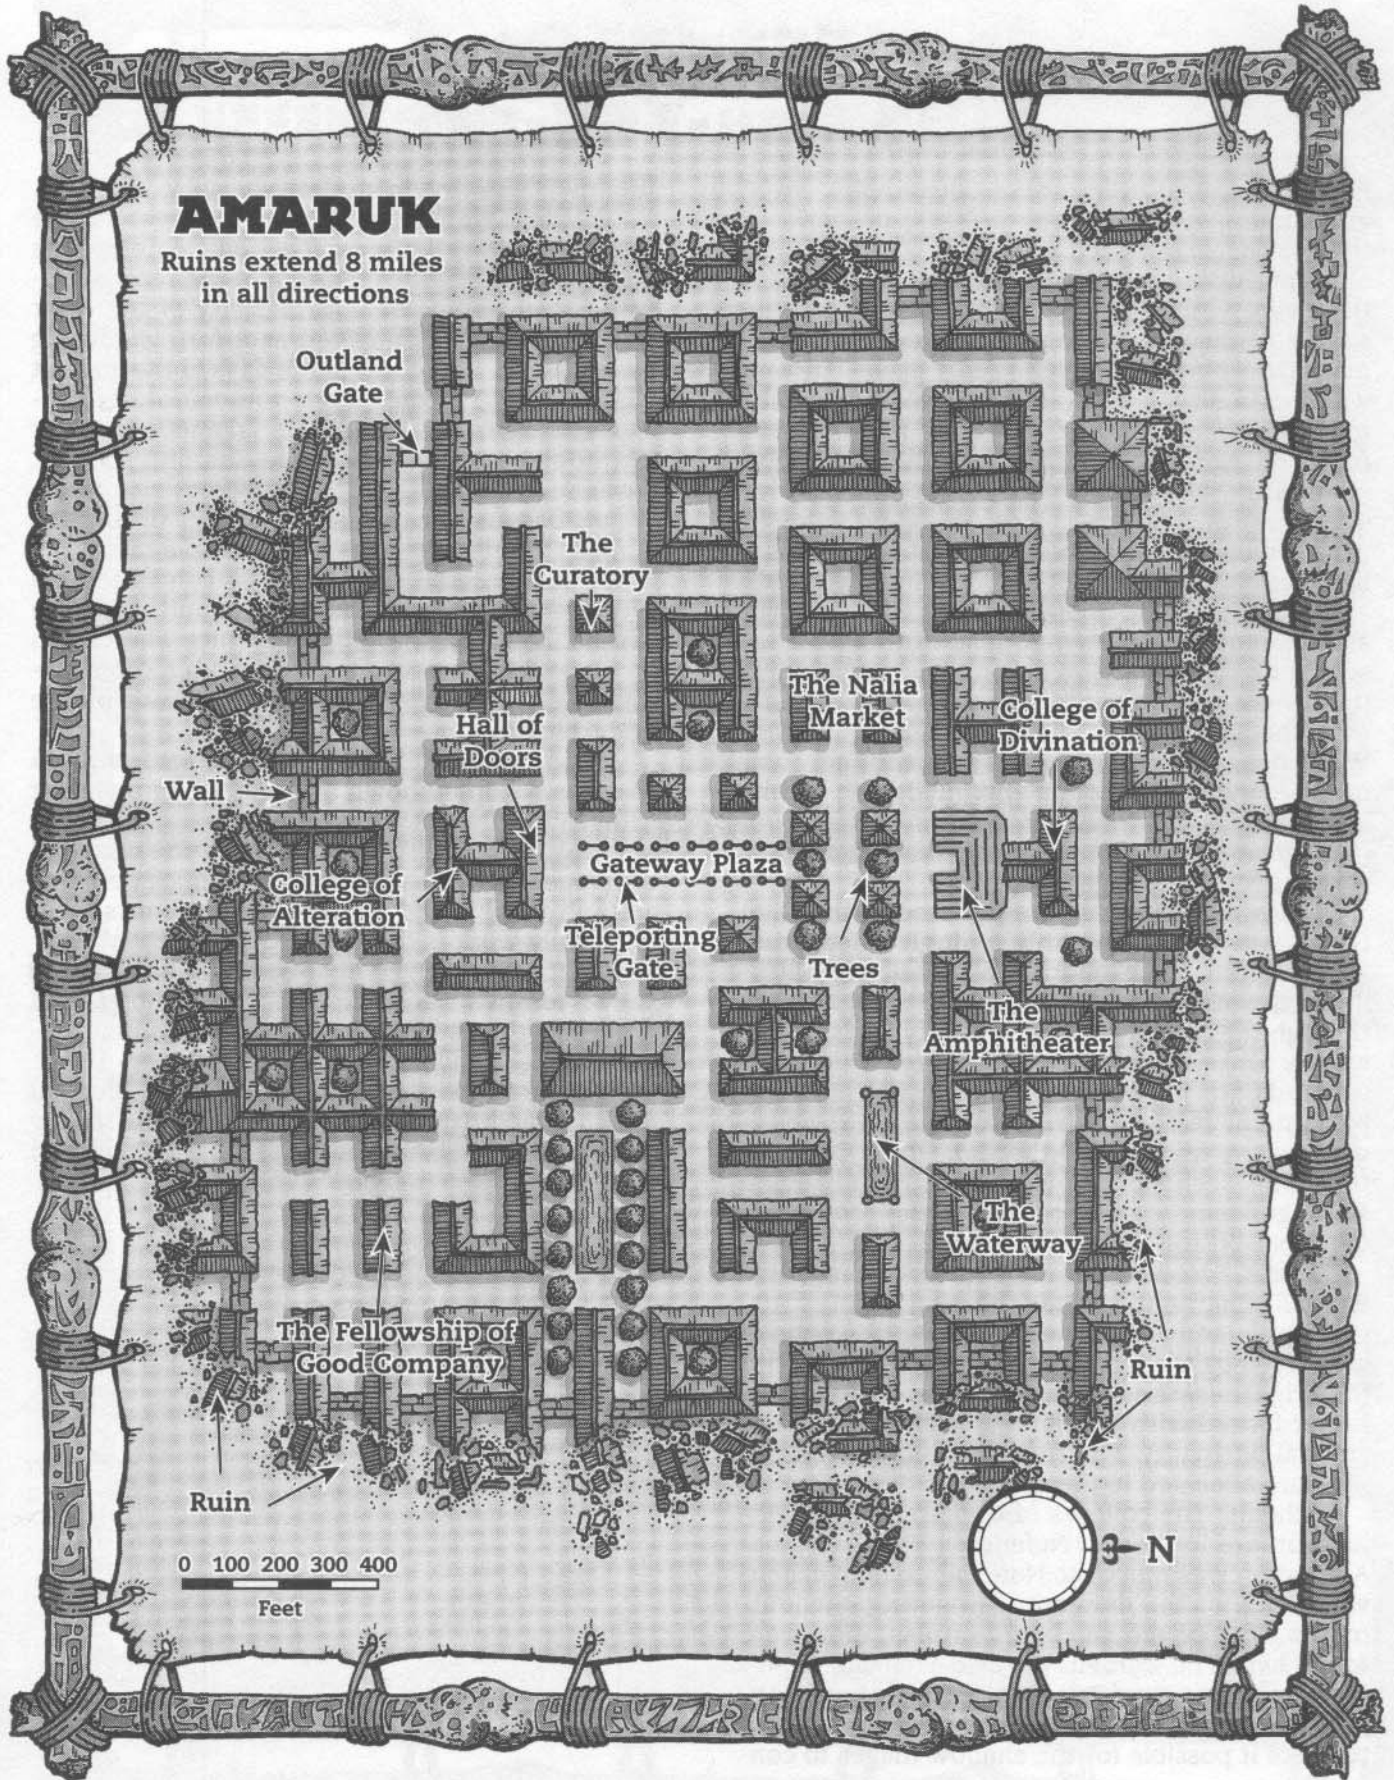 AMARUK
Ruins extend 8 miles
in all directions
Outland
Gate
The
Curatory
The Nalia
Market
College of
Divination
Hall of
Doors
Wall
Gateway Plaza
College of
Alteration
Teleporting
Gate
Trees
The
Amphitheater
The
Waterway
The Fellowship of
Good Company
Ruin
Ruin
0 100 200 300 400
Feet
N